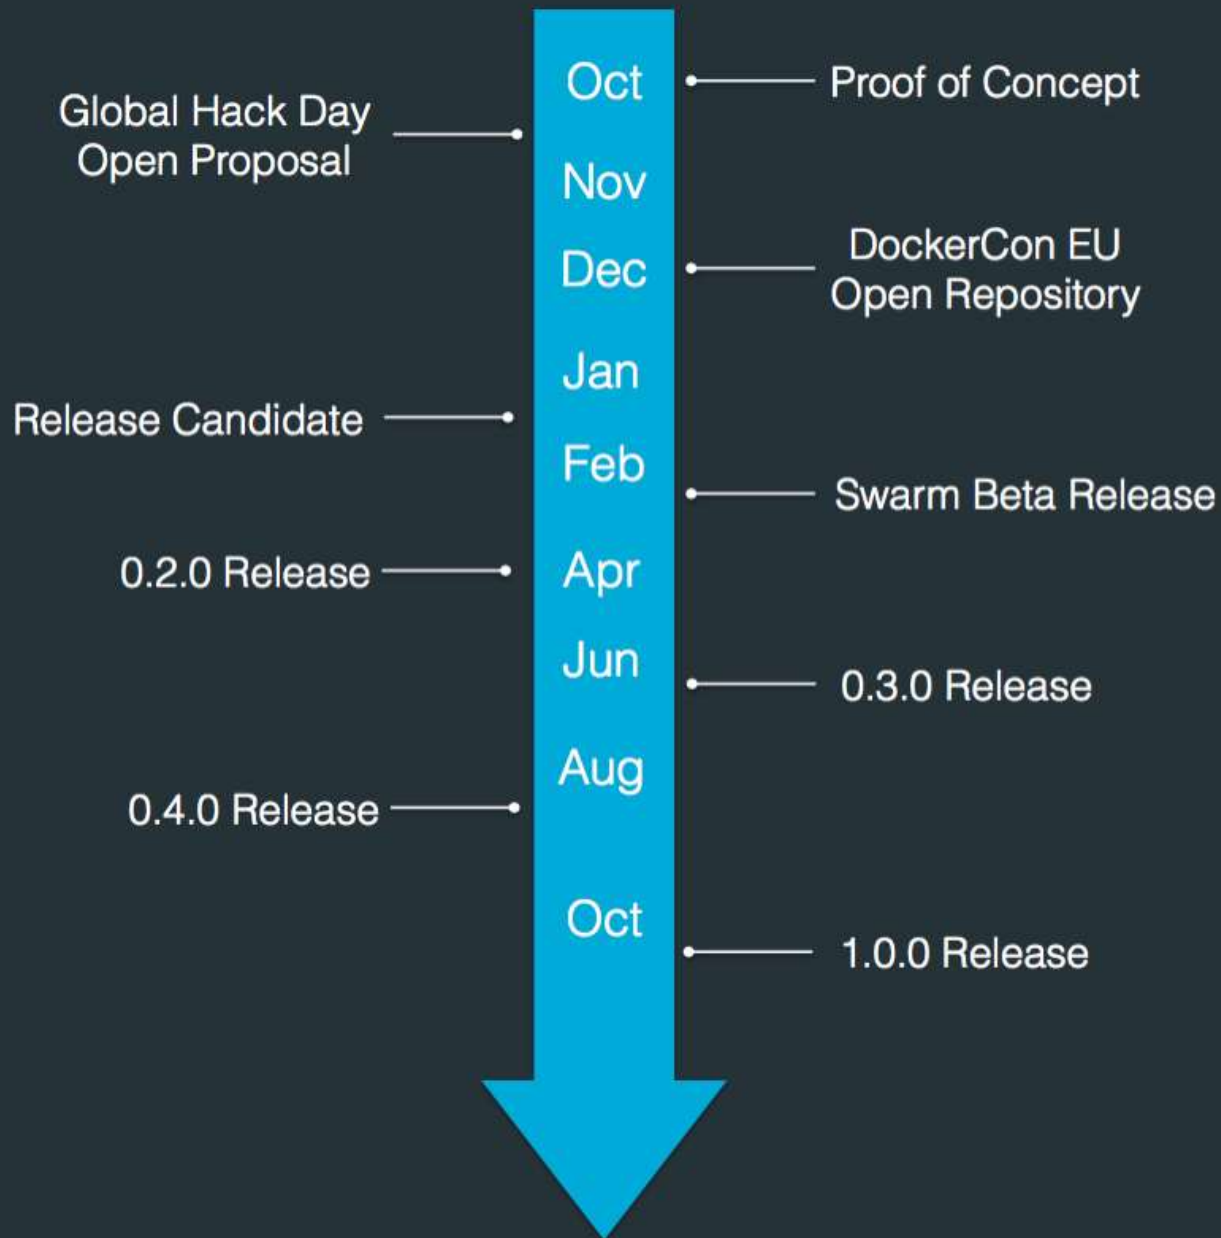 Oct
Proof of Concept
Global Hack Day
Open Proposal
Nov
Dec
DockerCon EU
Open Repository
Jan
Release Candidate
Feb
Swarm Beta Release
0.2.0 Release
Apr
Jun
0.3.0 Release
Aug
0.4.0 Release
Oct
1.0.0 Release